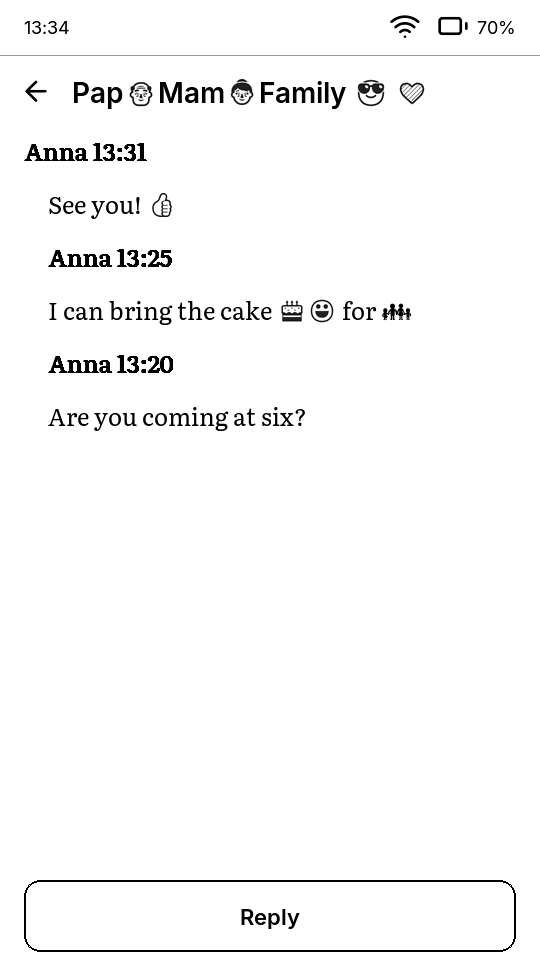 13:34 70%
Pap👴Mam👵Family 😎 ♡
Anna 13:31
See you! 👍
Anna 13:25
I can bring the cake 🎂😃 for 👨‍👩‍👧‍👦
Anna 13:20
Are you coming at six?
Reply